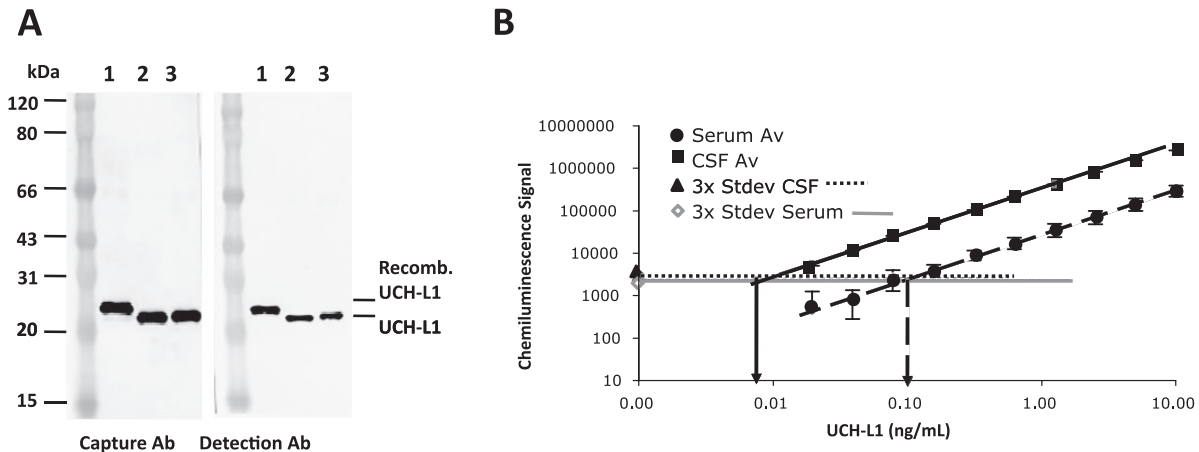 A
kDa 1 2 3 1 2 3
120
80
66
43
31
20
15
Recomb.
UCH-L1
UCH-L1
Capture Ab Detection Ab
B
Chemiluminescence Signal
10000000
1000000
100000
10000
1000
100
10
Serum Av
CSF Av
3x Stdev CSF
3x Stdev Serum
0.00 0.01 0.10 1.00 10.00
UCH-L1 (ng/mL)